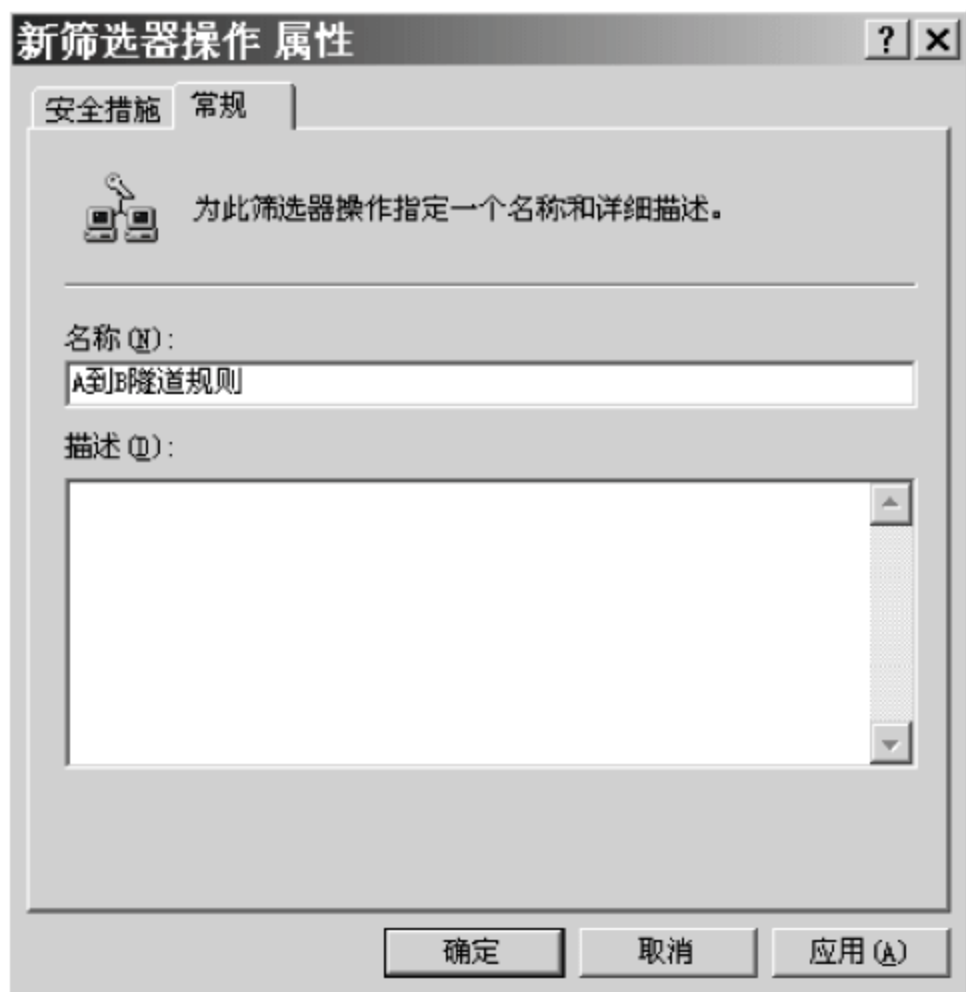 新筛选器操作 属性
安全措施 常规
为此筛选器操作指定一个名称和详细描述。
名称(N):
A到B隧道规则
描述(D):
确定 取消 应用(A)